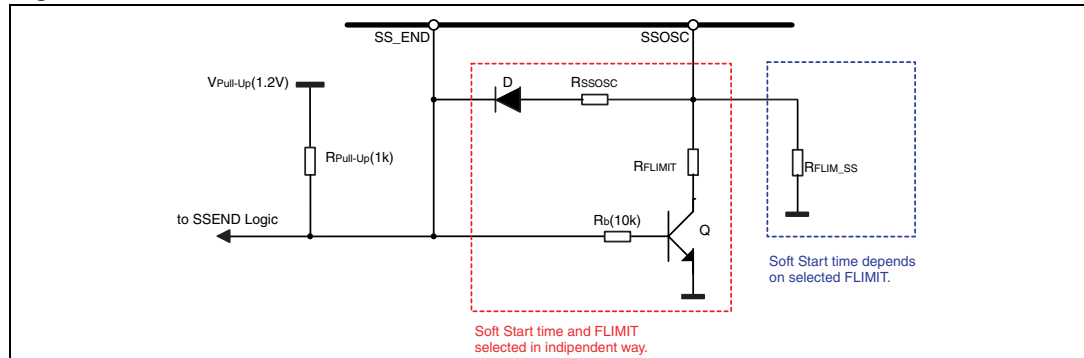 SS_END
SSOSC
VPull-Up(1.2V)
D
RSSOSC
RPull-Up(1k)
RFLIMIT
RFLIM_SS
to SSEND Logic
Rb(10k)
Q
Soft Start time depends
on selected FLIMIT.
Soft Start time and FLIMIT
selected in indipendent way.